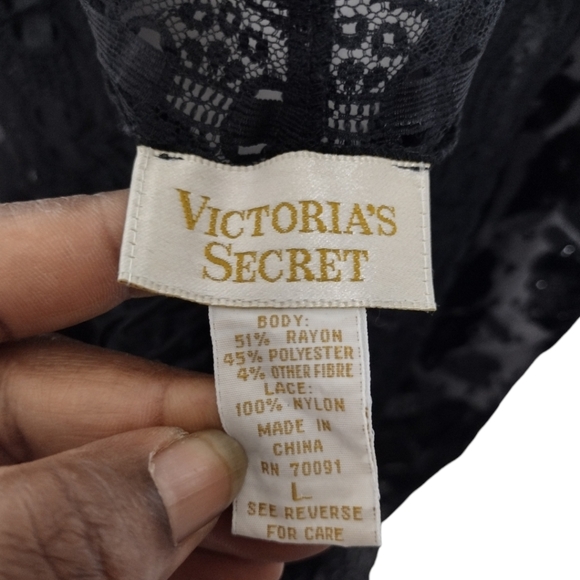 VICTORIA'S
SECRET
BODY:
51% RAYON
45% POLYESTER
4% OTHER FIBRE
LACE:
100% NYLON
MADE IN
CHINA
RN 70091
L
SEE REVERSE
FOR CARE